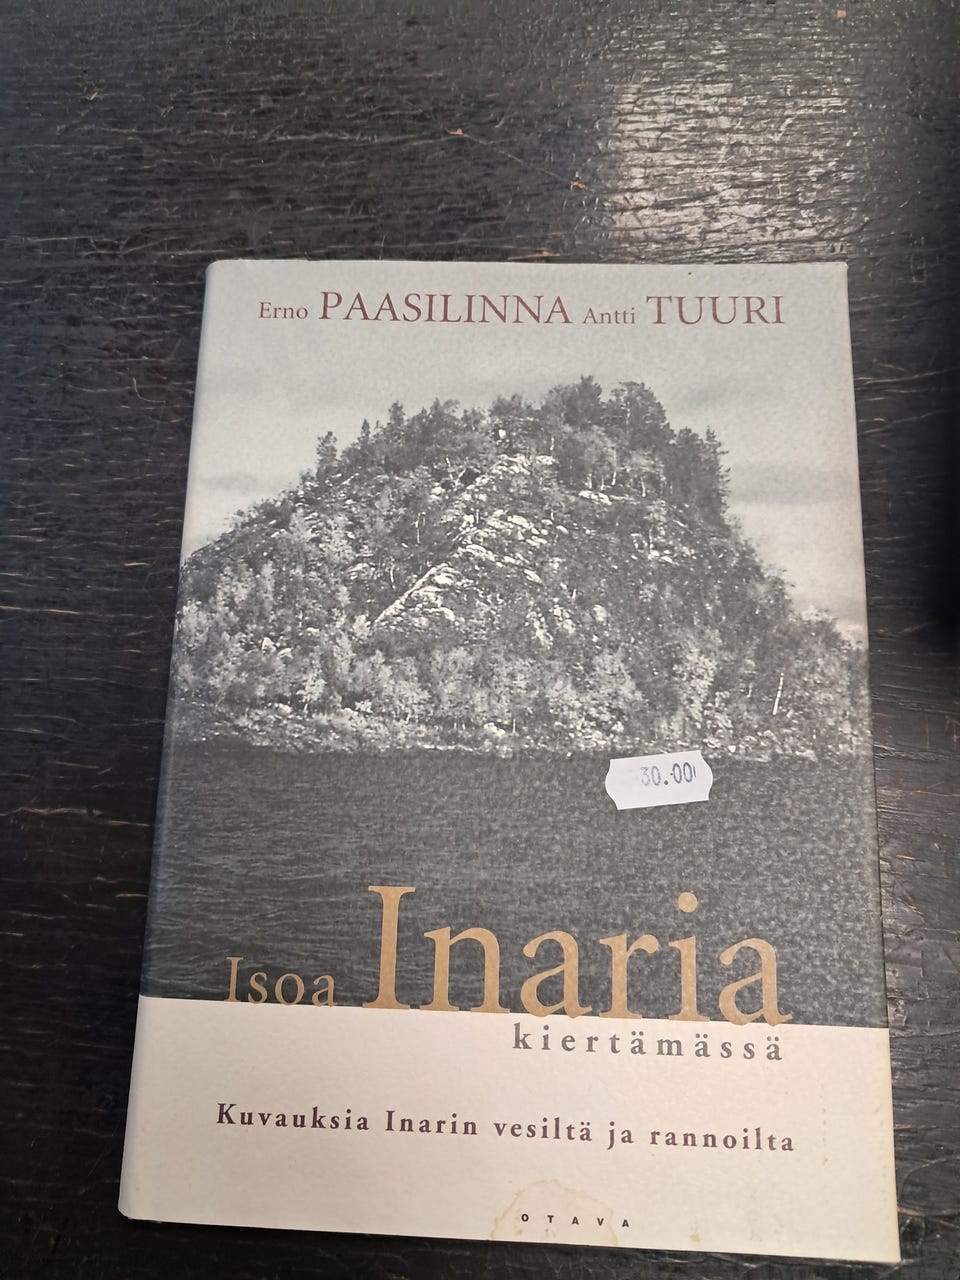 Erno PAASILINNA Antti TUURI
30.00
Isoa Inaria
kiertämässä
Kuvauksia Inarin vesiltä ja rannoilta
OTAVA